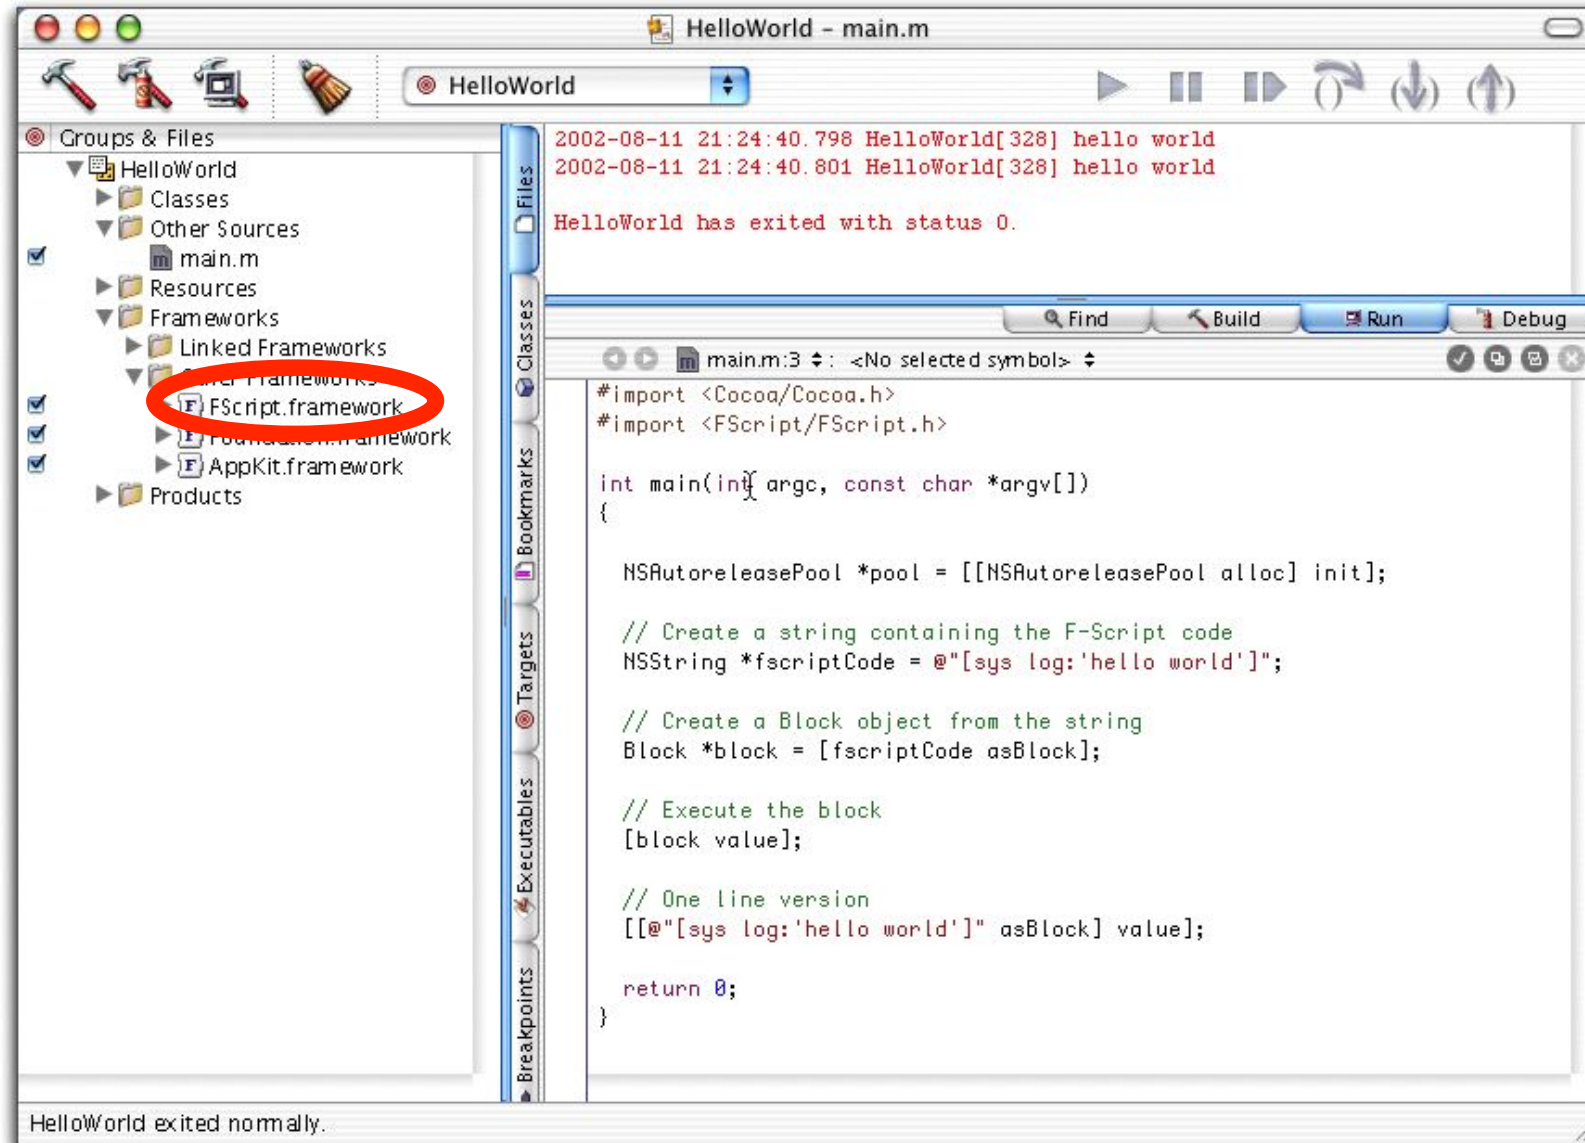 HelloWorld – main.m
HelloWorld
Groups & Files
HelloWorld
Classes
Other Sources
main.m
Resources
Frameworks
Linked Frameworks
Other Frameworks
FScript.framework
Foundation.framework
AppKit.framework
Products
Files
Classes
Bookmarks
Targets
Executables
Breakpoints
2002-08-11 21:24:40.798 HelloWorld[328] hello world
2002-08-11 21:24:40.801 HelloWorld[328] hello world
HelloWorld has exited with status 0.
Find Build Run Debug
main.m:3 : <No selected symbol>
#import <Cocoa/Cocoa.h>
#import <FScript/FScript.h>
int main(int argc, const char *argv[])
{
NSAutoreleasePool *pool = [[NSAutoreleasePool alloc] init];
// Create a string containing the F-Script code
NSString *fscriptCode = @"[sys log:'hello world']";
// Create a Block object from the string
Block *block = [fscriptCode asBlock];
// Execute the block
[block value];
// One line version
[[@"[sys log:'hello world']" asBlock] value];
return 0;
}
HelloWorld exited normally.